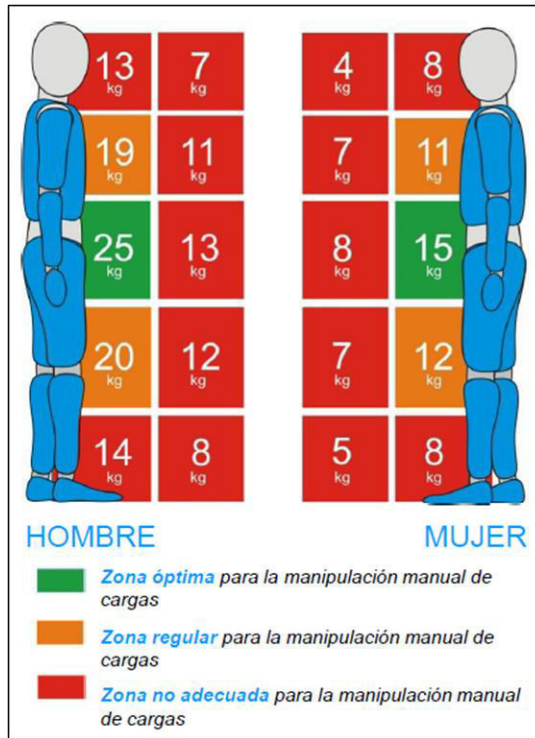 13 7 4 8
kg kg kg kg
19 11 7 11
kg kg kg kg
25 13 8 15
kg kg kg kg
20 12 7 12
kg kg kg kg
14 8 5 8
kg kg kg kg
HOMBRE MUJER
Zona óptima para la manipulación manual de
cargas
Zona regular para la manipulación manual de
cargas
Zona no adecuada para la manipulación manual
de cargas